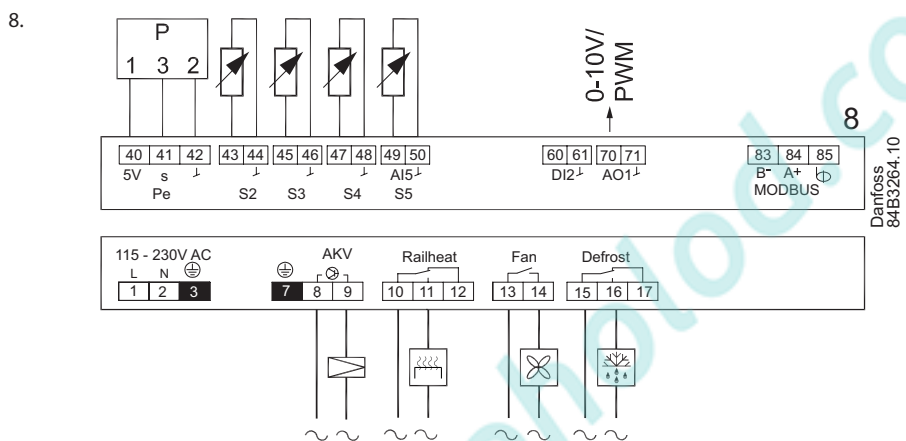 8.
P
1 3 2
0-10V/
PWM
8
40 41 42 43 44 45 46 47 48 49 50 60 61 70 71 83 84 85
5V s S2 S3 S4 AI5 DI2 AO1 B- A+
Pe S5 MODBUS
Danfoss
84B3264.10
115 - 230V AC AKV Railheat Fan Defrost
L N
1 2 3 7 8 9 10 11 12 13 14 15 16 17